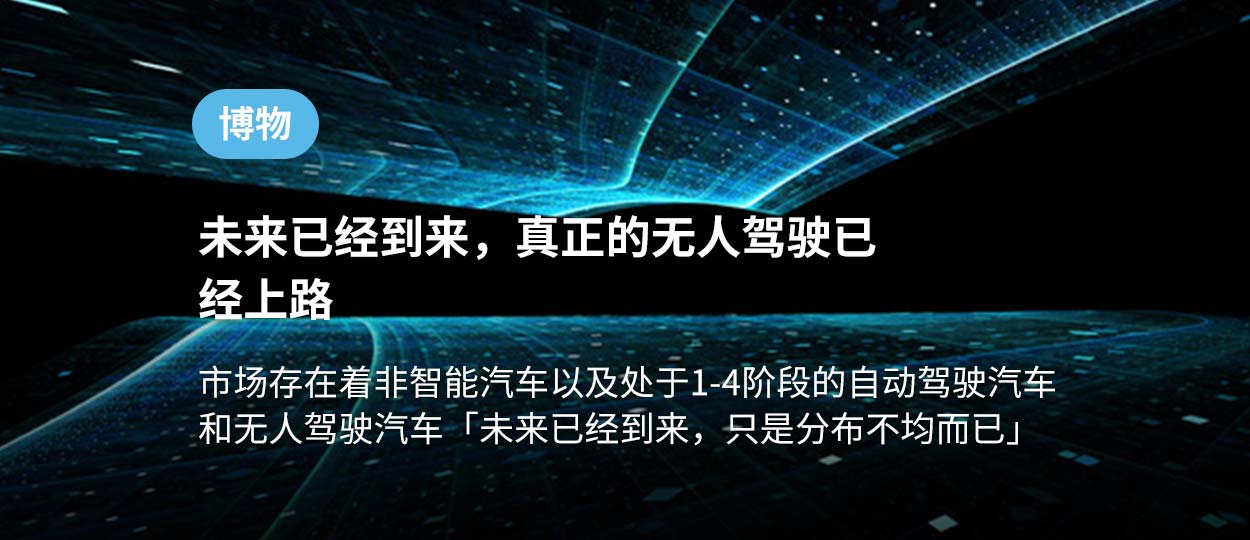 博物
未来已经到来，真正的无人驾驶已
经上路
市场存在着非智能汽车以及处于1-4阶段的自动驾驶汽车
和无人驾驶汽车「未来已经到来，只是分布不均而已」